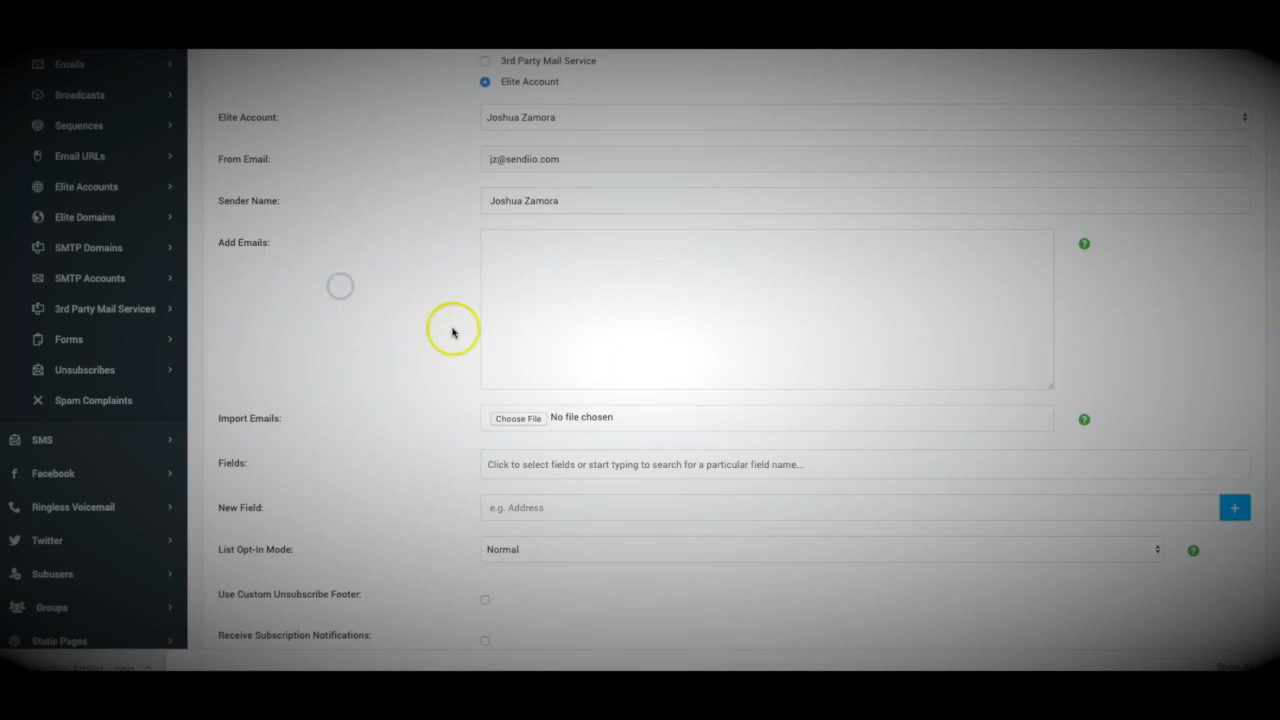 Emails
Broadcasts
Sequences
Email URLs
Elite Accounts
Elite Domains
SMTP Domains
SMTP Accounts
3rd Party Mail Services
Forms
Unsubscribes
Spam Complaints
SMS
Facebook
Ringless Voicemail
Twitter
Subusers
Groups
Static Pages
3rd Party Mail Service
Elite Account
Elite Account: Joshua Zamora
From Email: jz@sendiio.com
Sender Name: Joshua Zamora
Add Emails:
Import Emails: Choose File No file chosen
Fields: Click to select fields or start typing to search for a particular field name...
New Field: e.g. Address +
List Opt-In Mode: Normal
Use Custom Unsubscribe Footer:
Receive Subscription Notifications: